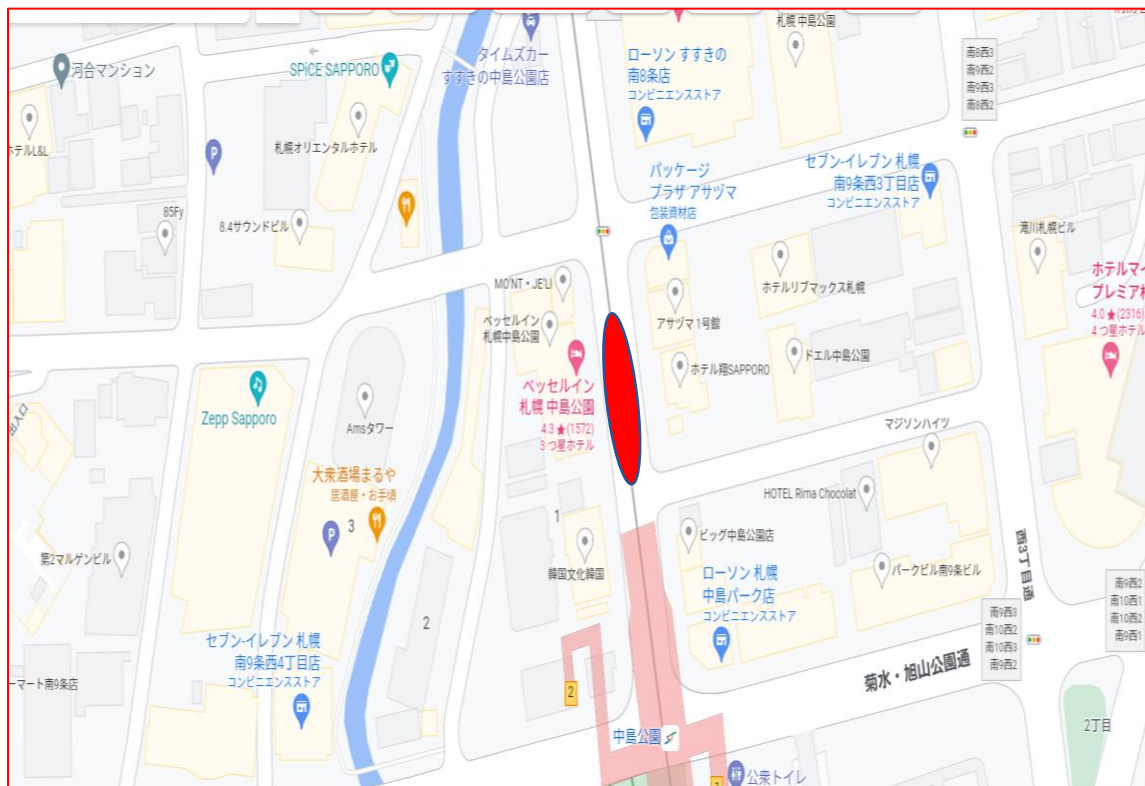 札幌 中島公園
タイムズカー
すすきの中島公園店
ローソン すすきの
南8条店
コンビニエンスストア
河合マンション
SPICE SAPPORO
南8西3
南9西2
南9西3
南8西2
ホテルL&L
札幌オリエンタルホテル
P
パッケージ
プラザ アサヅマ
包装資材店
セブン-イレブン 札幌
南9条西3丁目店
コンビニエンスストア
85Fy
8.4サウンドビル
滝川札幌ビル
MO'NT・JE'LI
ホテルリブマックス札幌
ホテルマイ
プレミア札
4.0★(2316)
4 つ星ホテル
ベッセルイン
札幌中島公園
アサヅマ 1号館
ドエル中島公園
ホテル翔SAPPORO
ベッセルイン
札幌 中島公園
4.3★(1572)
3 つ星ホテル
Zepp Sapporo
Amsタワー
出入口
マジソンハイツ
大衆酒場まるや
居酒屋・お手頃
P
3
1
HOTEL Rima Chocolat
ビッグ中島公園店
第2マルゲンビル
韓国文化韓国
ローソン 札幌
中島パーク店
コンビニエンスストア
パークビル南9条ビル
西3丁目通
南9西2
南10西1
南10西2
南9西1
南9西3
南10西2
南10西3
南9西2
2
セブン-イレブン 札幌
南9条西4丁目店
コンビニエンスストア
ーマート南9条店
2
菊水・旭山公園通
中島公園
2丁目
公衆トイレ
1